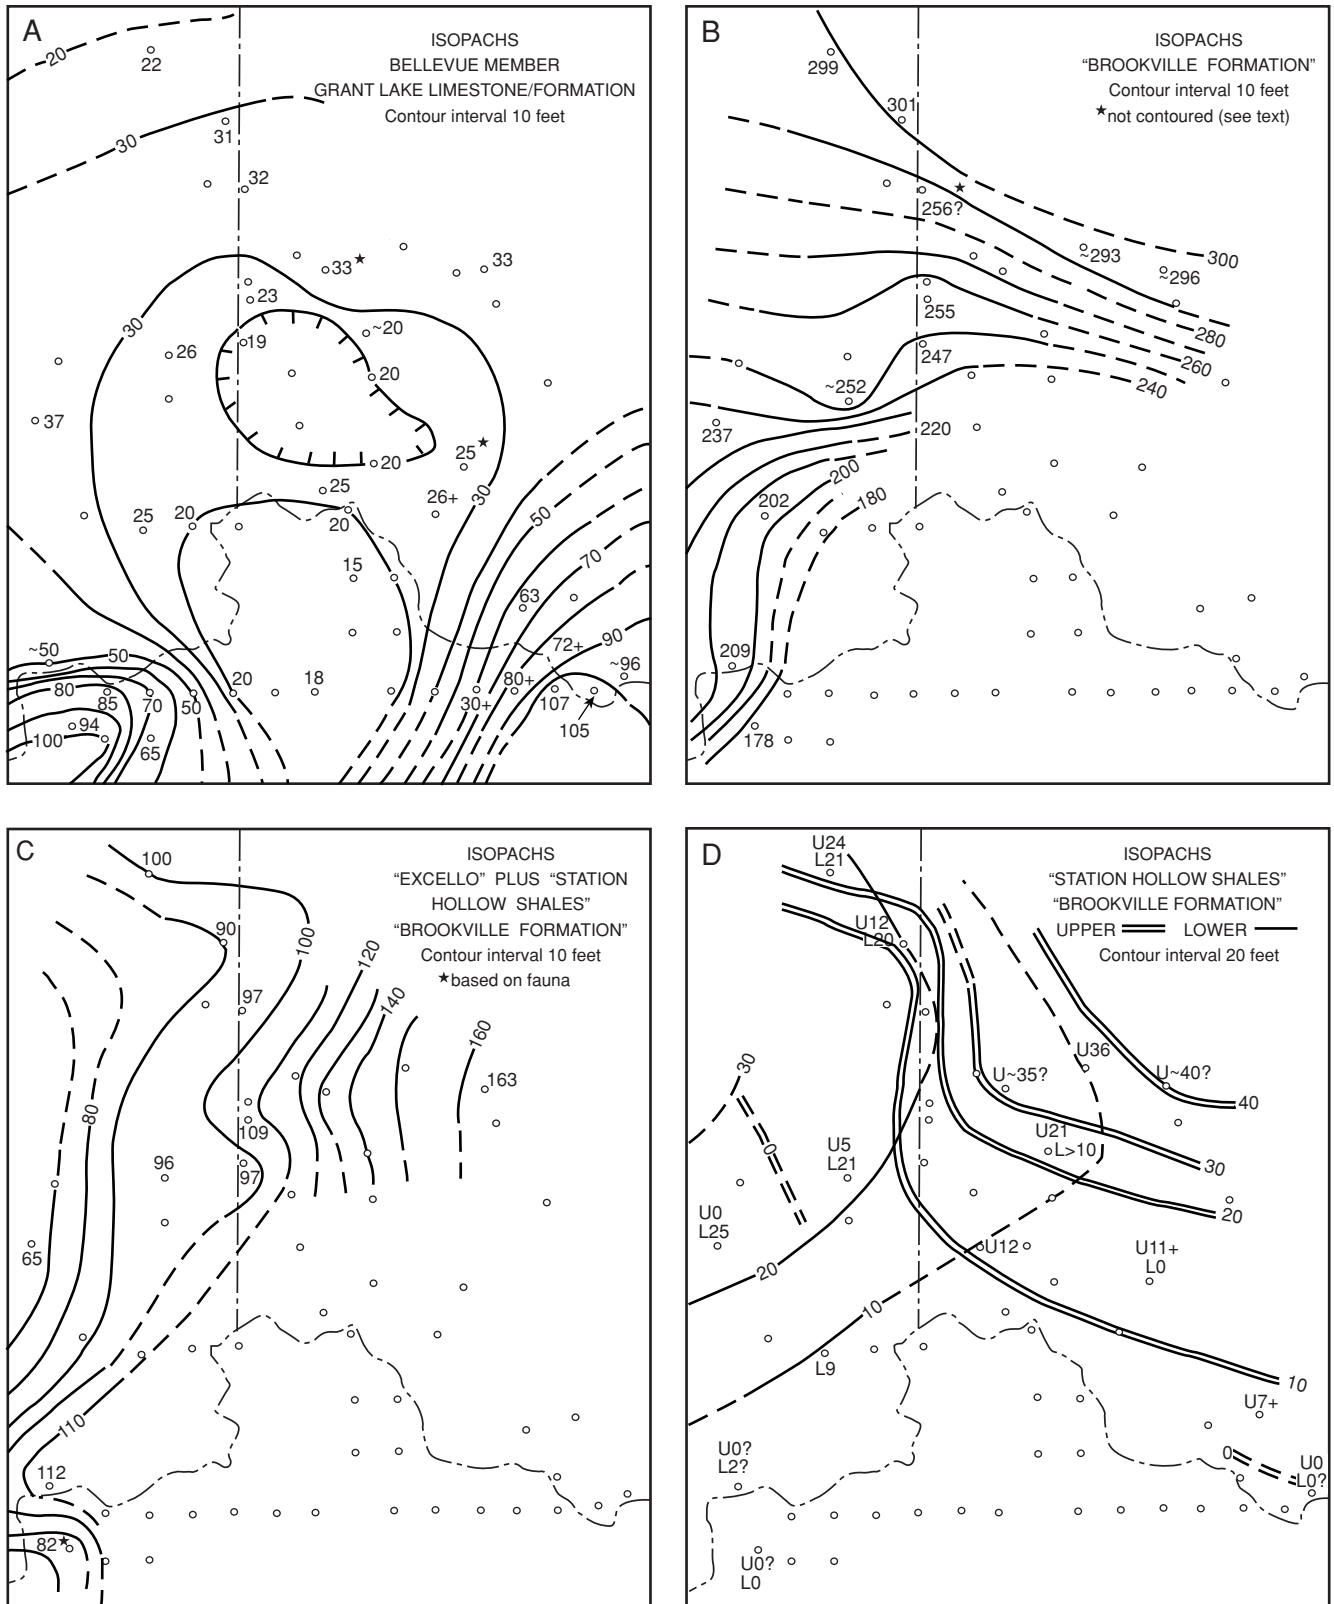 A
ISOPACHS
BELLEVUE MEMBER
GRANT LAKE LIMESTONE/FORMATION
Contour interval 10 feet
20
22
30
31
32
33★
33
23
30
26
19
~20
20
37
20
25★
25
26+
30
50
20
25
20
15
70
63
~50
50
72+
90
20
18
~96
80
85
70
50
80+
30+
107
94
105
100
65
B
ISOPACHS
“BROOKVILLE FORMATION”
Contour interval 10 feet
★not contoured (see text)
299
301
★
256?
~293
300
~296
255
280
247
260
~252
240
237
220
200
202
180
209
178
C
ISOPACHS
“EXCELLO” PLUS “STATION
HOLLOW SHALES”
“BROOKVILLE FORMATION”
Contour interval 10 feet
★based on fauna
100
90
100
120
97
140
160
163
80
109
96
97
65
110
112
82★
D
ISOPACHS
“STATION HOLLOW SHALES”
“BROOKVILLE FORMATION”
UPPER LOWER
Contour interval 20 feet
U24
L21
U12
L20
30
U36
U~35?
U~40?
40
0
U21
L>10
U5
L21
30
U0
L25
20
U12
U11+
L0
20
10
L9
10
U7+
U0?
L2?
0
U0
L0?
U0?
L0